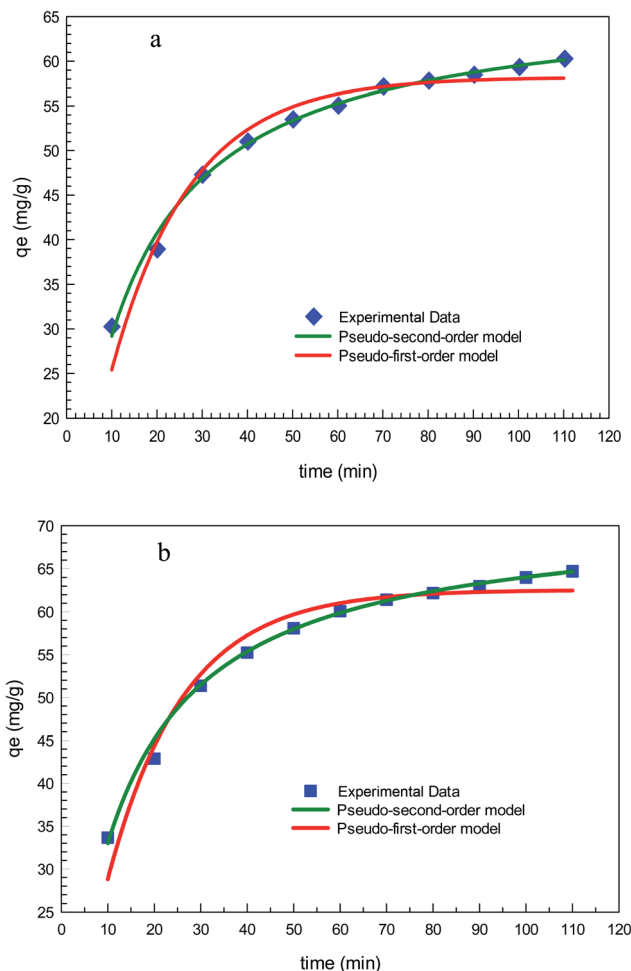 a
65
60
55
50
45
40
35
30
25
20
qe (mg/g)
Experimental Data
Pseudo-second-order model
Pseudo-first-order model
0 10 20 30 40 50 60 70 80 90 100 110 120
time (min)
b
70
65
60
55
50
45
40
35
30
25
qe (mg/g)
Experimental Data
Pseudo-second-order model
Pseudo-first-order model
0 10 20 30 40 50 60 70 80 90 100 110 120
time (min)